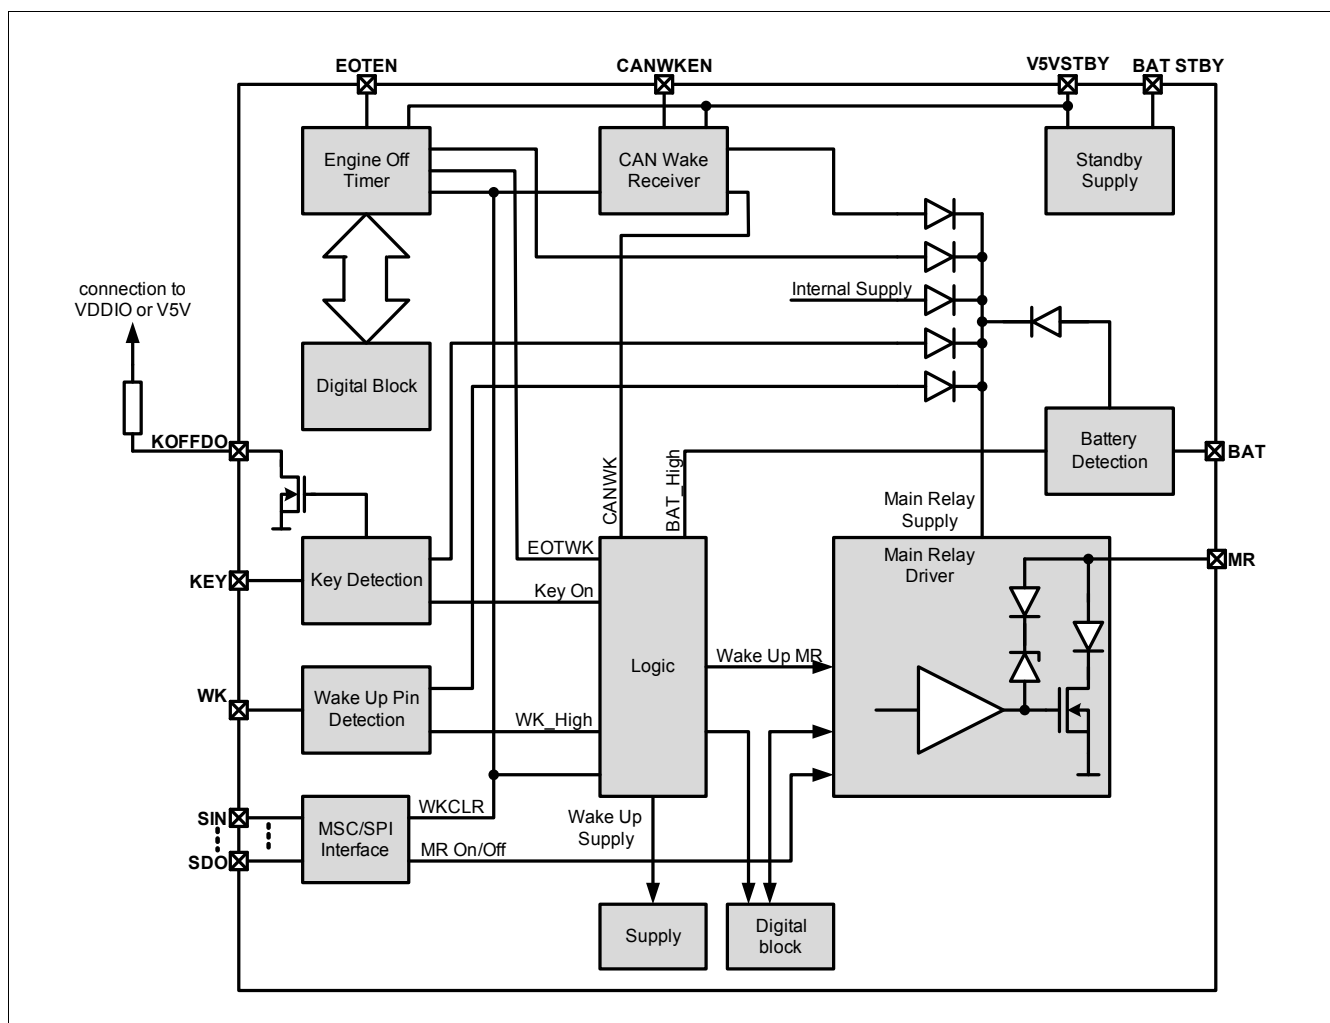 EOTEN
CANWKEN
V5VSTBY
BAT STBY
Engine Off
Timer
CAN Wake
Receiver
Standby
Supply
connection to
VDDIO or V5V
Internal Supply
Digital Block
KOFFDO
Battery
Detection
BAT
CANWK
BAT_High
Main Relay
Supply
EOTWK
Main Relay
Driver
MR
KEY
Key Detection
Key On
Logic
Wake Up MR
WK
Wake Up Pin
Detection
WK_High
SIN
SDO
MSC/SPI
Interface
WKCLR
MR On/Off
Wake Up
Supply
Supply
Digital
block